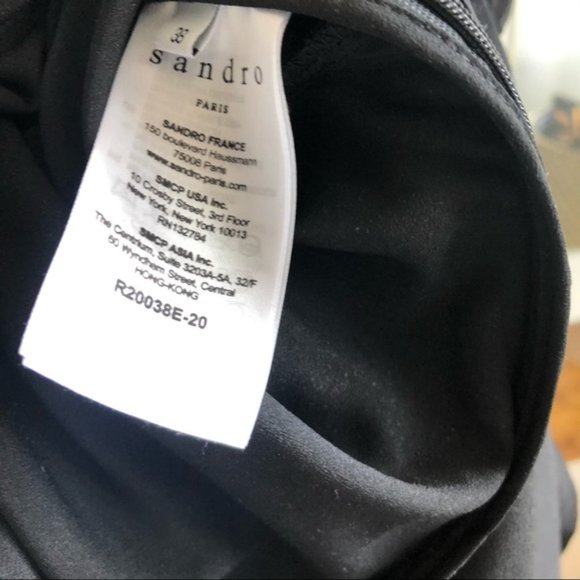 36
sandro
PARIS
SANDRO FRANCE
150 boulevard Haussmann
75008 Paris
www.sandro-paris.com
SMCP USA Inc.
10 Crosby Street, 3rd Floor
New York, New York 10013
RN132784
SMCP ASIA Inc.
The Centrium, Suite 3203A-5A, 32/F
60 Wyndham Street, Central
HONG-KONG
R20038E-20